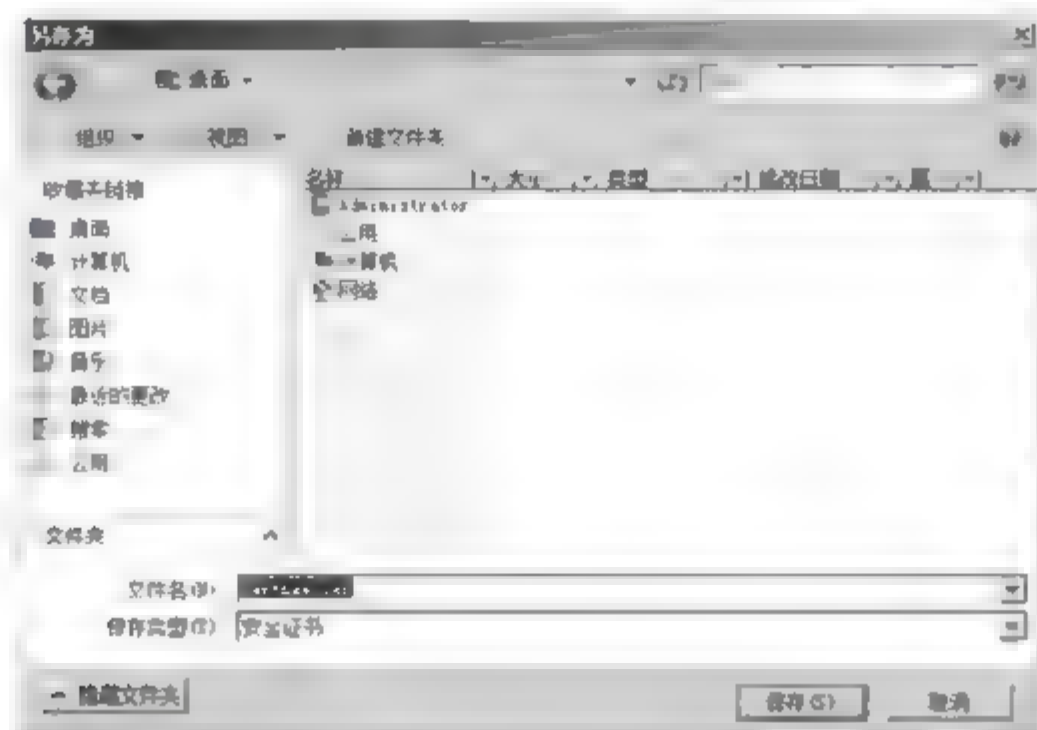 另存为
桌面
组织 视图 新建文件夹
收藏夹链接
名称 大小 类型 修改日期
桌面
Administrator
计算机
公用
文档
计算机
图片
网络
音乐
最近的更改
搜索
公用
文件夹
文件名(N)
保存类型(T) 安全证书
隐藏文件夹 保存(S) 取消